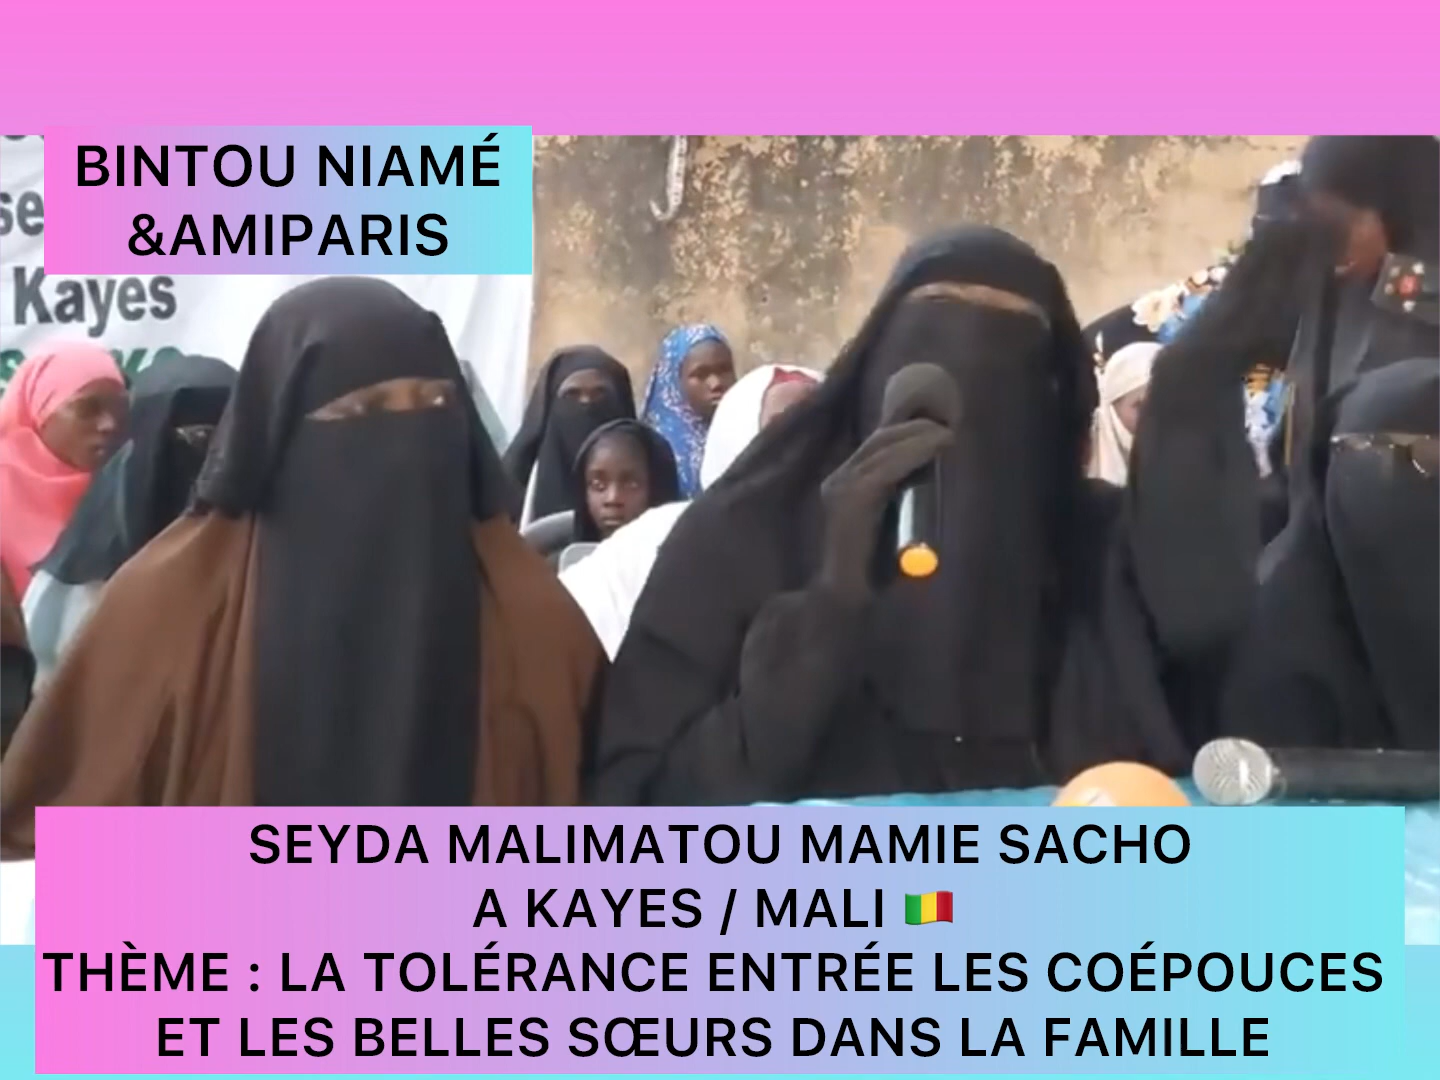 BINTOU NIAMÉ
&AMIPARIS
se
Kayes
SEYDA MALIMATOU MAMIE SACHO
A KAYES / MALI 🇲🇱
THÈME : LA TOLÉRANCE ENTRÉE LES COÉPOUCES
ET LES BELLES SŒURS DANS LA FAMILLE